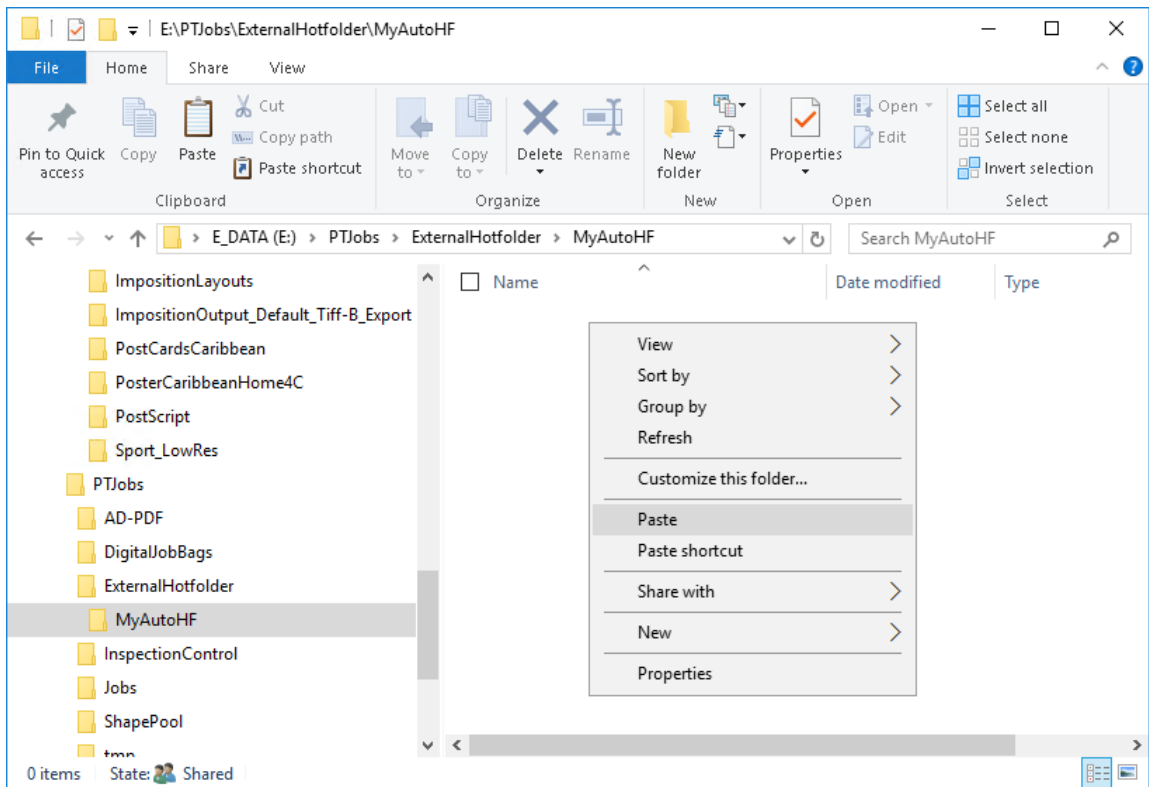 E:\PTJobs\ExternalHotfolder\MyAutoHF
File Home Share View
Pin to Quick access
Copy
Paste
Cut
Copy path
Paste shortcut
Clipboard
Move to
Copy to
Delete
Rename
Organize
New folder
New
Properties
Open
Edit
Open
Select all
Select none
Invert selection
Select
E_DATA (E:) > PTJobs > ExternalHotfolder > MyAutoHF
Search MyAutoHF
ImpositionLayouts
ImpositionOutput_Default_Tiff-B_Export
PostCardsCaribbean
PosterCaribbeanHome4C
PostScript
Sport_LowRes
PTJobs
AD-PDF
DigitalJobBags
ExternalHotfolder
MyAutoHF
InspectionControl
Jobs
ShapePool
tmp
Name Date modified Type
View
Sort by
Group by
Refresh
Customize this folder...
Paste
Paste shortcut
Share with
New
Properties
0 items State: Shared